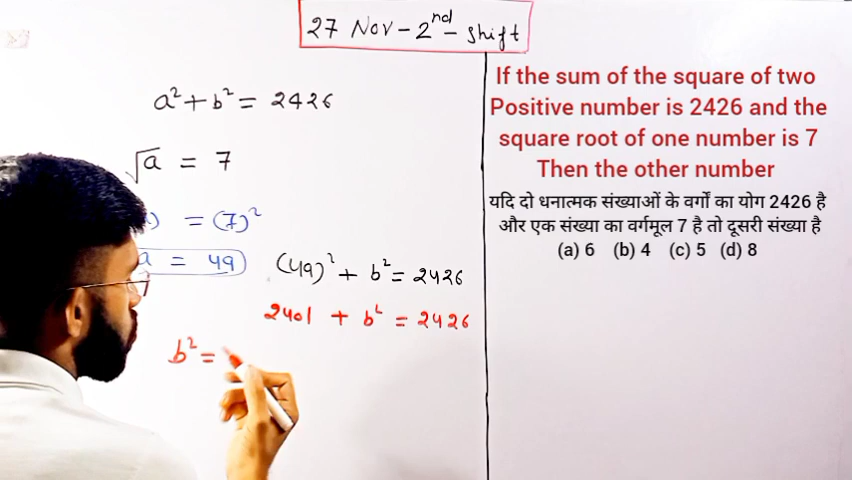 27 Nov - 2nd - shift
a² + b² = 2426
√a = 7
) = (7)²
a = 49
(49)² + b² = 2426
2401 + b² = 2426
b² =
If the sum of the square of two
Positive number is 2426 and the
square root of one number is 7
Then the other number
यदि दो धनात्मक संख्याओं के वर्गों का योग 2426 है
और एक संख्या का वर्गमूल 7 है तो दूसरी संख्या है
(a) 6 (b) 4 (c) 5 (d) 8